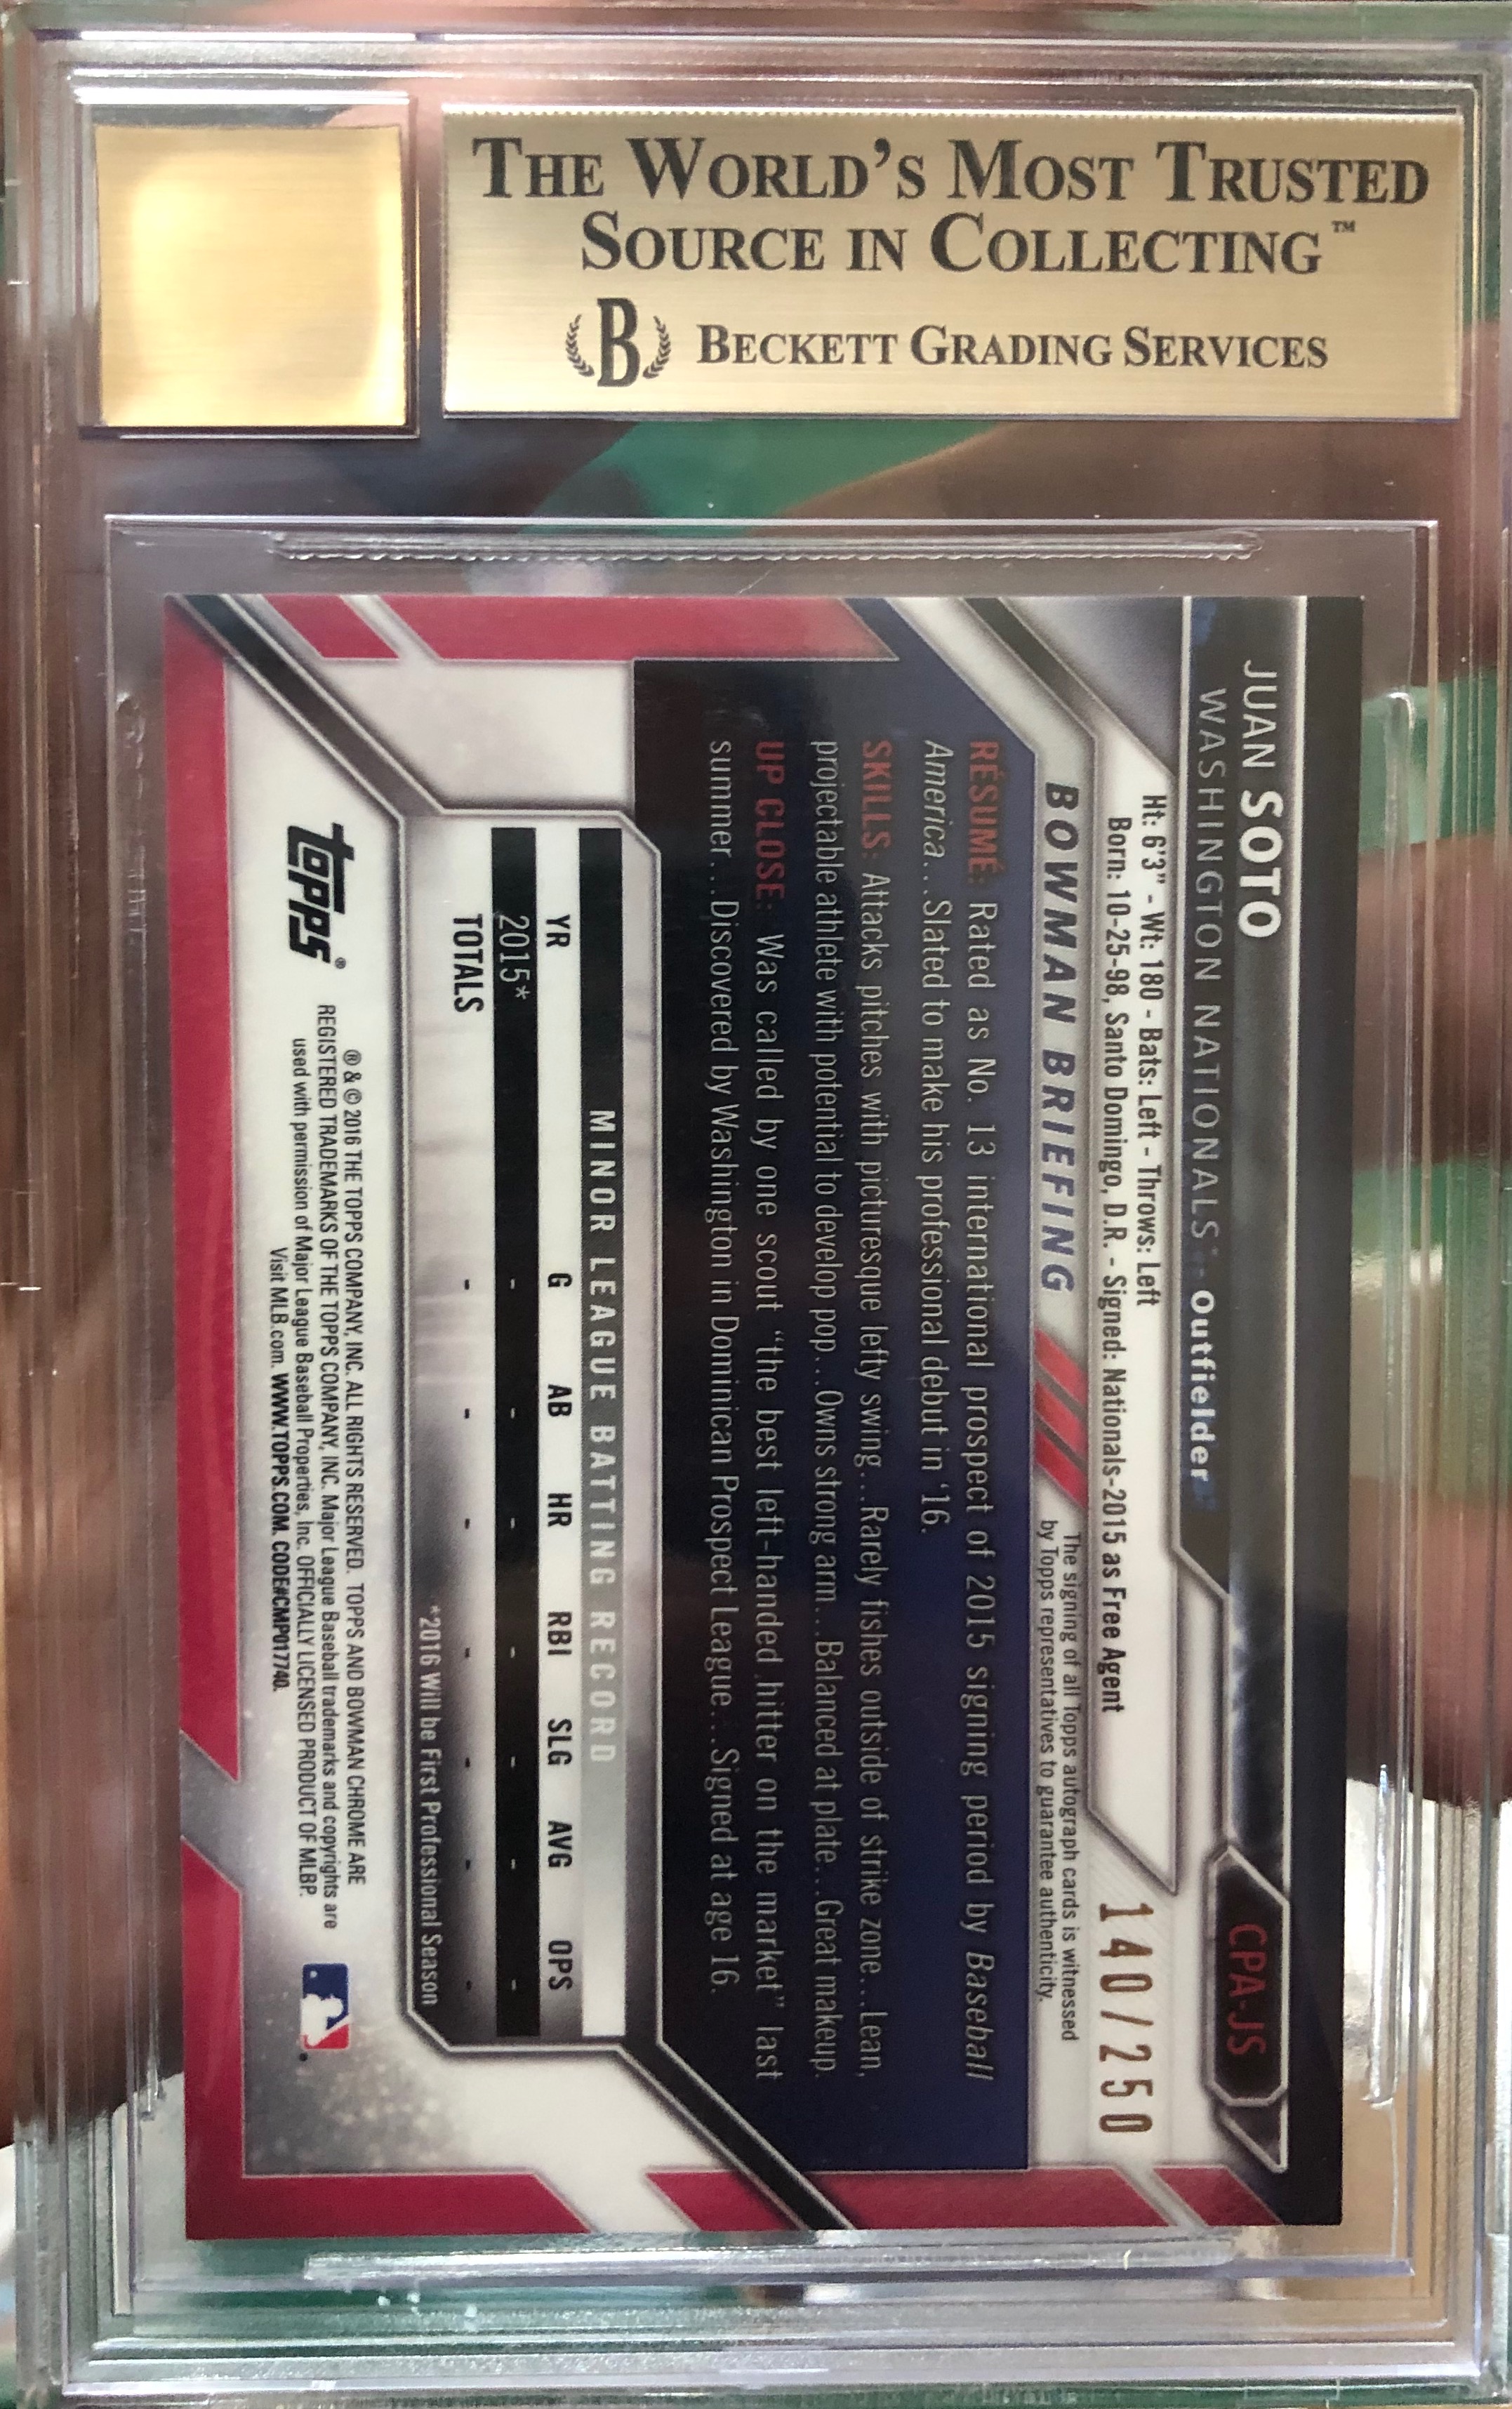 THE WORLD'S MOST TRUSTED
SOURCE IN COLLECTING™
B BECKETT GRADING SERVICES
JUAN SOTO
WASHINGTON NATIONALS® - Outfielder
CPA-JS
Ht: 6'3" - Wt: 180 - Bats: Left - Throws: Left
Born: 10-25-98, Santo Domingo, D.R. - Signed: Nationals-2015 as Free Agent
140/250
BOWMAN BRIEFING
The signing of all Topps autograph cards is witnessed
by Topps representatives to guarantee authenticity.
RÉSUMÉ: Rated as No. 13 international prospect of 2015 signing period by Baseball
America...Slated to make his professional debut in '16.
SKILLS: Attacks pitches with picturesque lefty swing...Rarely fishes outside of strike zone...Lean,
projectable athlete with potential to develop pop...Owns strong arm...Balanced at plate...Great makeup.
UP CLOSE: Was called by one scout "the best left-handed hitter on the market" last
summer...Discovered by Washington in Dominican Prospect League...Signed at age 16.
MINOR LEAGUE BATTING RECORD
YR G AB HR RBI SLG AVG OPS
2015* - - - - - - -
TOTALS - - - - - - -
*2016 Will be First Professional Season
topps®
® & © 2016 THE TOPPS COMPANY, INC. ALL RIGHTS RESERVED. TOPPS AND BOWMAN CHROME ARE
REGISTERED TRADEMARKS OF THE TOPPS COMPANY, INC. Major League Baseball trademarks and copyrights are
used with permission of Major League Baseball Properties, Inc. OFFICIALLY LICENSED PRODUCT OF MLBP.
Visit MLB.com. WWW.TOPPS.COM. CODE#CMP017740.